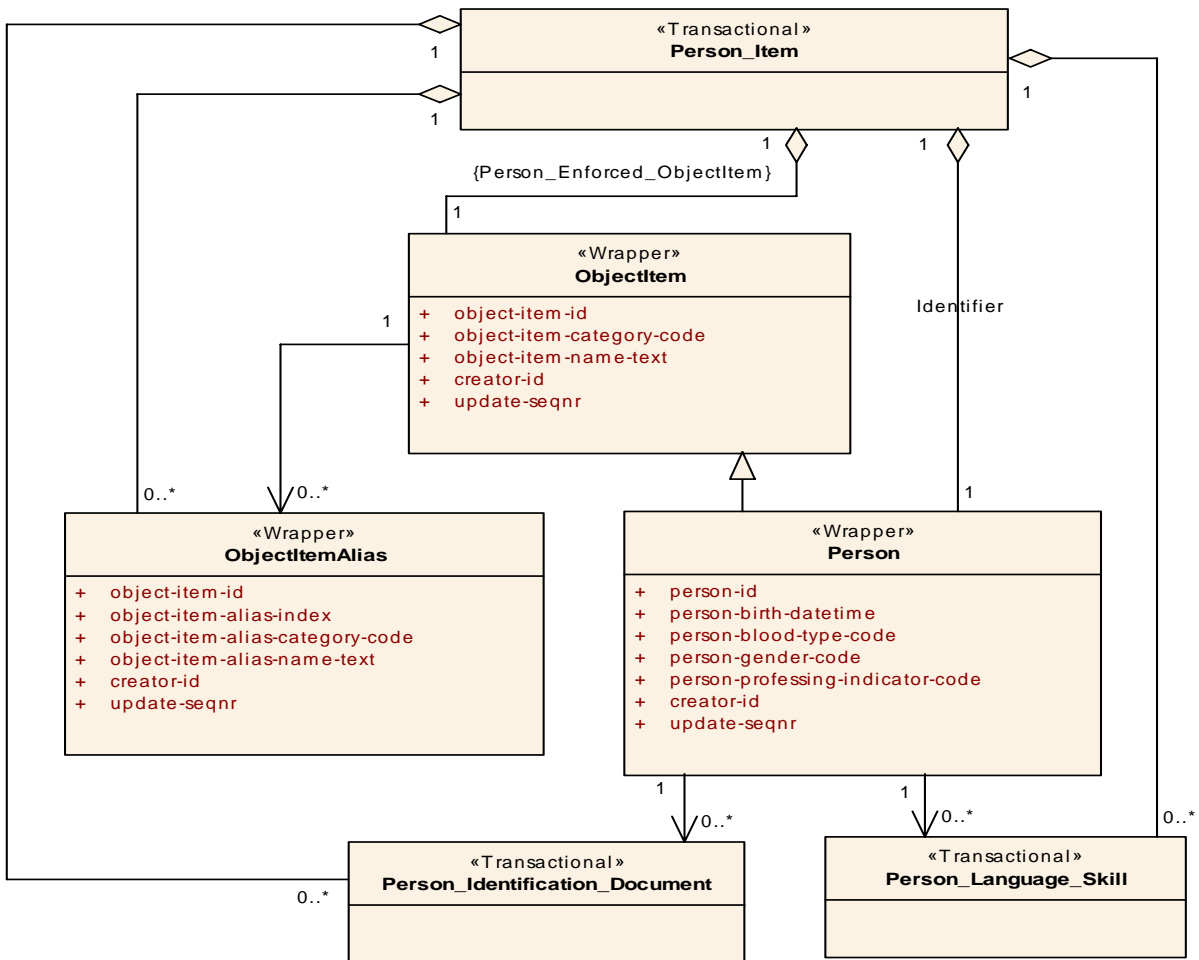 «Transactional»
Person_Item
1
1
1
1
1
{Person_Enforced_ObjectItem}
1
«Wrapper»
ObjectItem
+ object-item-id
+ object-item-category-code
+ object-item-name-text
+ creator-id
+ update-seqnr
Identifier
1
0..*
0..*
1
«Wrapper»
ObjectItemAlias
+ object-item-id
+ object-item-alias-index
+ object-item-alias-category-code
+ object-item-alias-name-text
+ creator-id
+ update-seqnr
«Wrapper»
Person
+ person-id
+ person-birth-datetime
+ person-blood-type-code
+ person-gender-code
+ person-professing-indicator-code
+ creator-id
+ update-seqnr
1
0..*
1
0..*
0..*
«Transactional»
Person_Identification_Document
0..*
«Transactional»
Person_Language_Skill